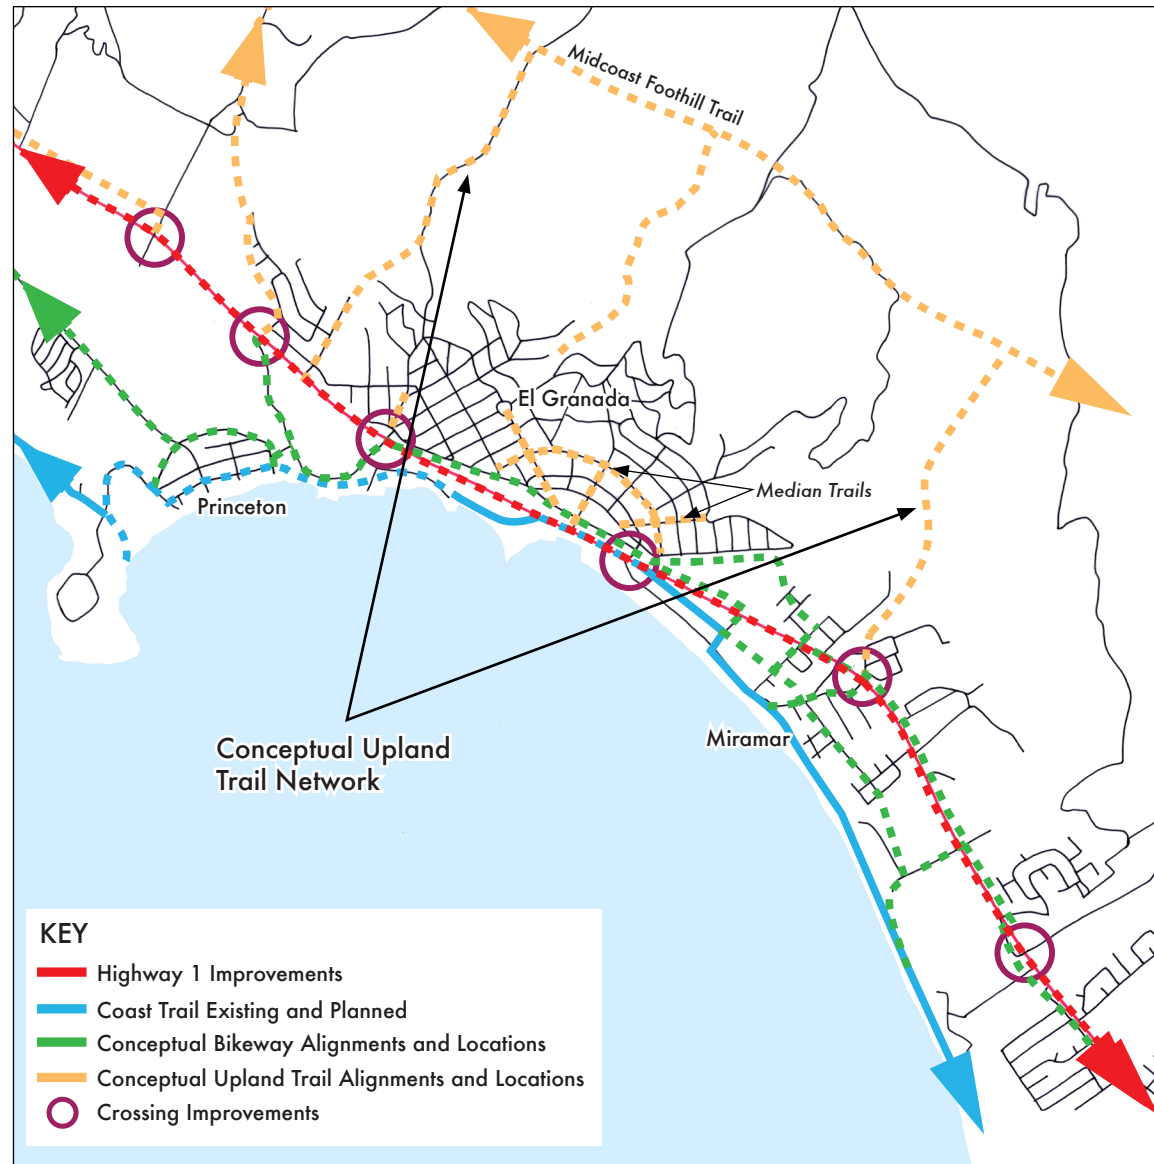 Midcoast Foothill Trail
El Granada
Median Trails
Princeton
Miramar
Conceptual Upland
Trail Network
KEY
Highway 1 Improvements
Coast Trail Existing and Planned
Conceptual Bikeway Alignments and Locations
Conceptual Upland Trail Alignments and Locations
Crossing Improvements